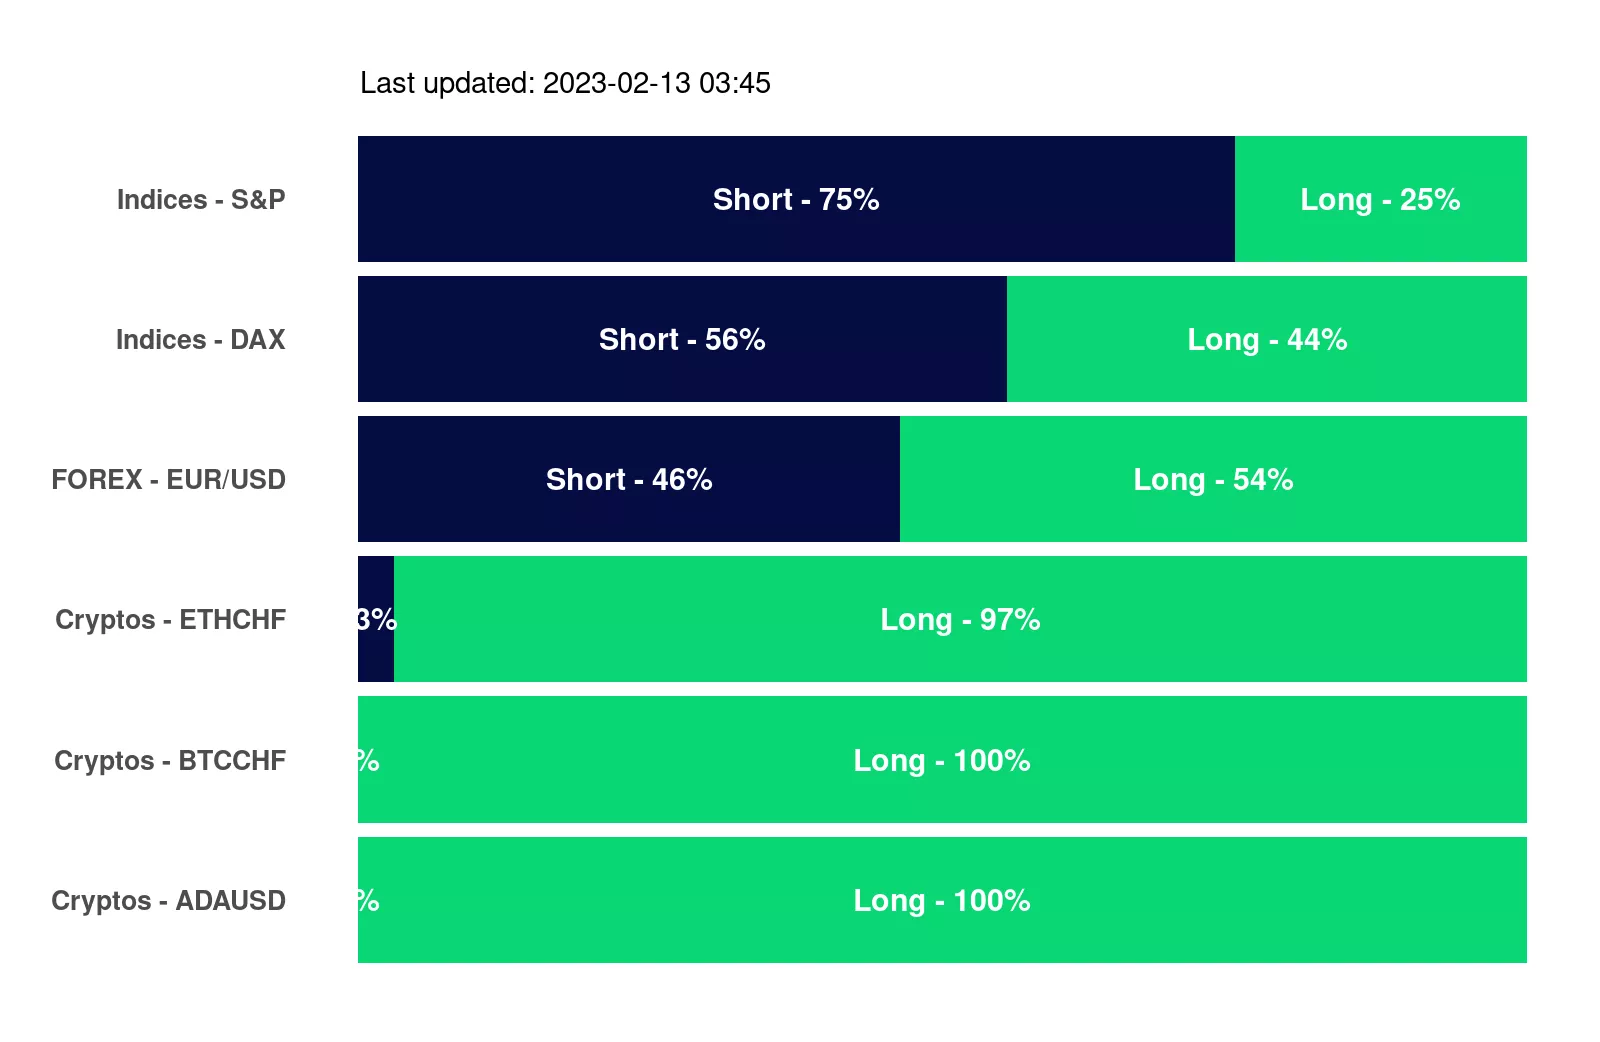 Last updated: 2023-02-13 03:45
Indices - S&P Short - 75% Long - 25%
Indices - DAX Short - 56% Long - 44%
FOREX - EUR/USD Short - 46% Long - 54%
Cryptos - ETHCHF 3% Long - 97%
Cryptos - BTCCHF % Long - 100%
Cryptos - ADAUSD % Long - 100%